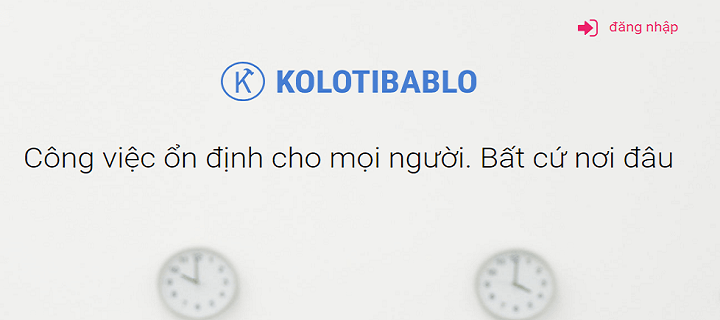 đăng nhập
KOLOTIBABLO
Công việc ổn định cho mọi người. Bất cứ nơi đâu